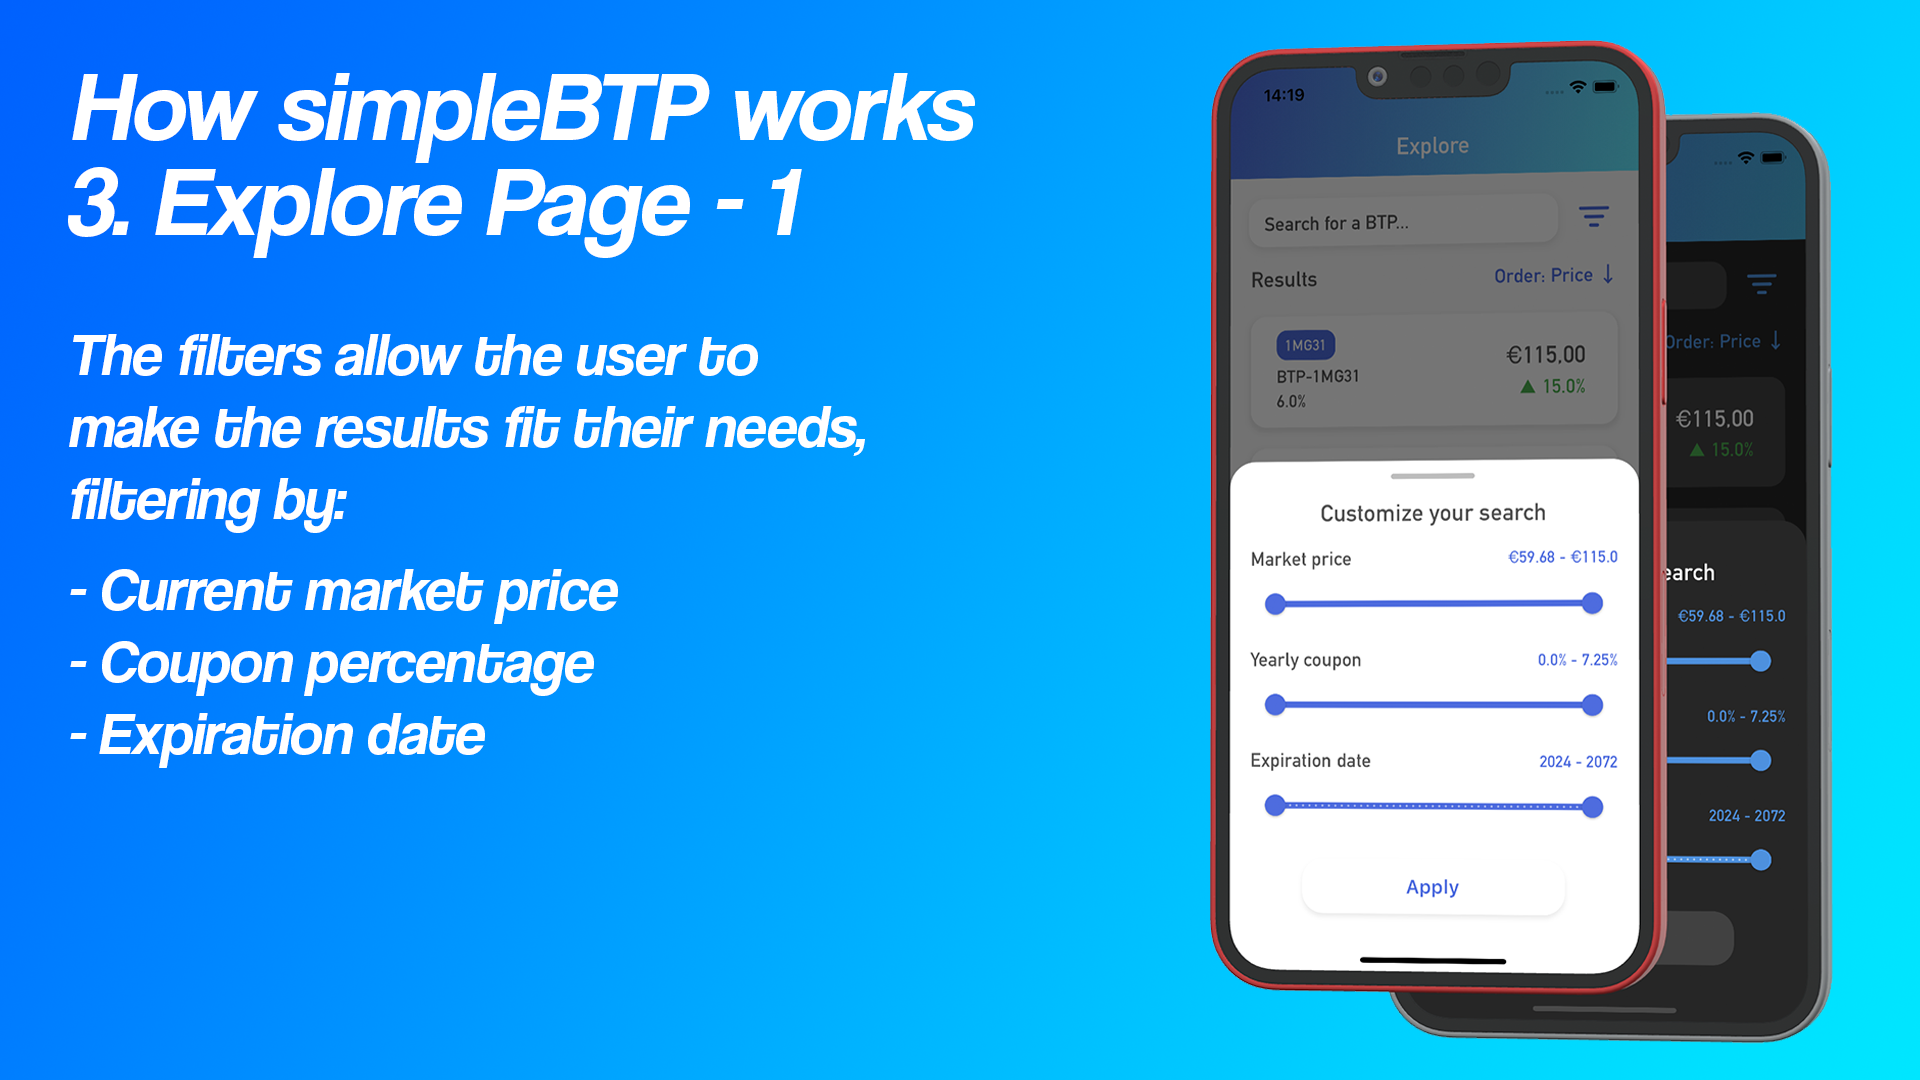 How simpleBTP works
3. Explore Page - 1
The filters allow the user to
make the results fit their needs,
filtering by:
- Current market price
- Coupon percentage
- Expiration date
14:19
Explore
Search for a BTP...
Results
Order: Price ↓
1MG31
BTP-1MG31
6.0%
€115.00
▲ 15.0%
Customize your search
Market price
€59.68 - €115.0
Yearly coupon
0.0% - 7.25%
Expiration date
2024 - 2072
Apply
Order: Price ↓
€115,00
▲ 15.0%
earch
€59.68 - €115.0
0.0% - 7.25%
2024 - 2072